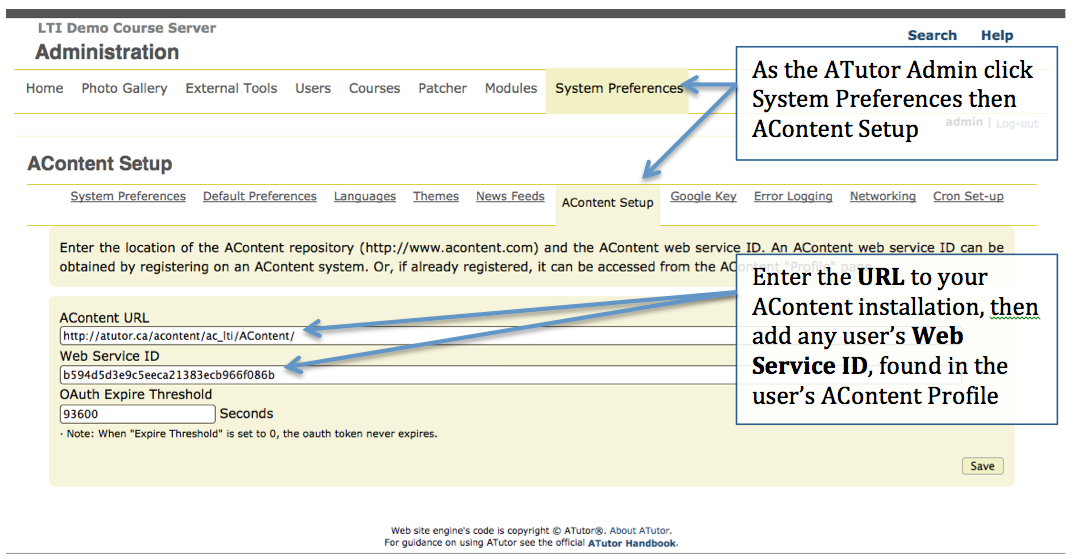 LTI Demo Course Server
Administration
Search Help
Home Photo Gallery External Tools Users Courses Patcher Modules System Preferences
As the ATutor Admin click
System Preferences then
AContent Setup
admin | Log-out
AContent Setup
System Preferences Default Preferences Languages Themes News Feeds AContent Setup Google Key Error Logging Networking Cron Set-up
Enter the location of the AContent repository (http://www.acontent.com) and the AContent web service ID. An AContent web service ID can be
obtained by registering on an AContent system. Or, if already registered, it can be accessed from the AContent "Profile" page.
Enter the URL to your
AContent installation, then
add any user’s Web
Service ID, found in the
user’s AContent Profile
AContent URL
http://atutor.ca/acontent/ac_lti/AContent/
Web Service ID
b594d5d3e9c5eeca21383ecb966f086b
OAuth Expire Threshold
93600 Seconds
· Note: When "Expire Threshold" is set to 0, the oauth token never expires.
Save
Web site engine's code is copyright © ATutor®. About ATutor.
For guidance on using ATutor see the official ATutor Handbook.